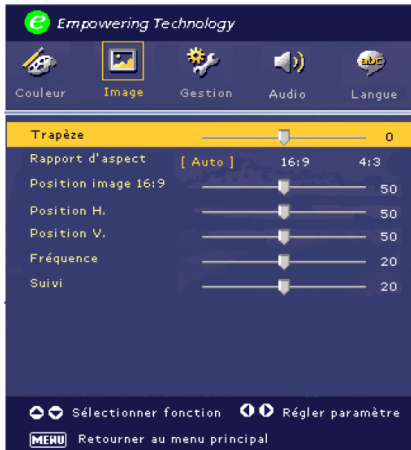 e Empowering Technology
Couleur Image Gestion Audio Langue
Trapèze 0
Rapport d'aspect [ Auto ] 16:9 4:3
Position image 16:9 50
Position H. 50
Position V. 50
Fréquence 20
Suivi 20
Sélectionner fonction Régler paramètre
MENU Retourner au menu principal